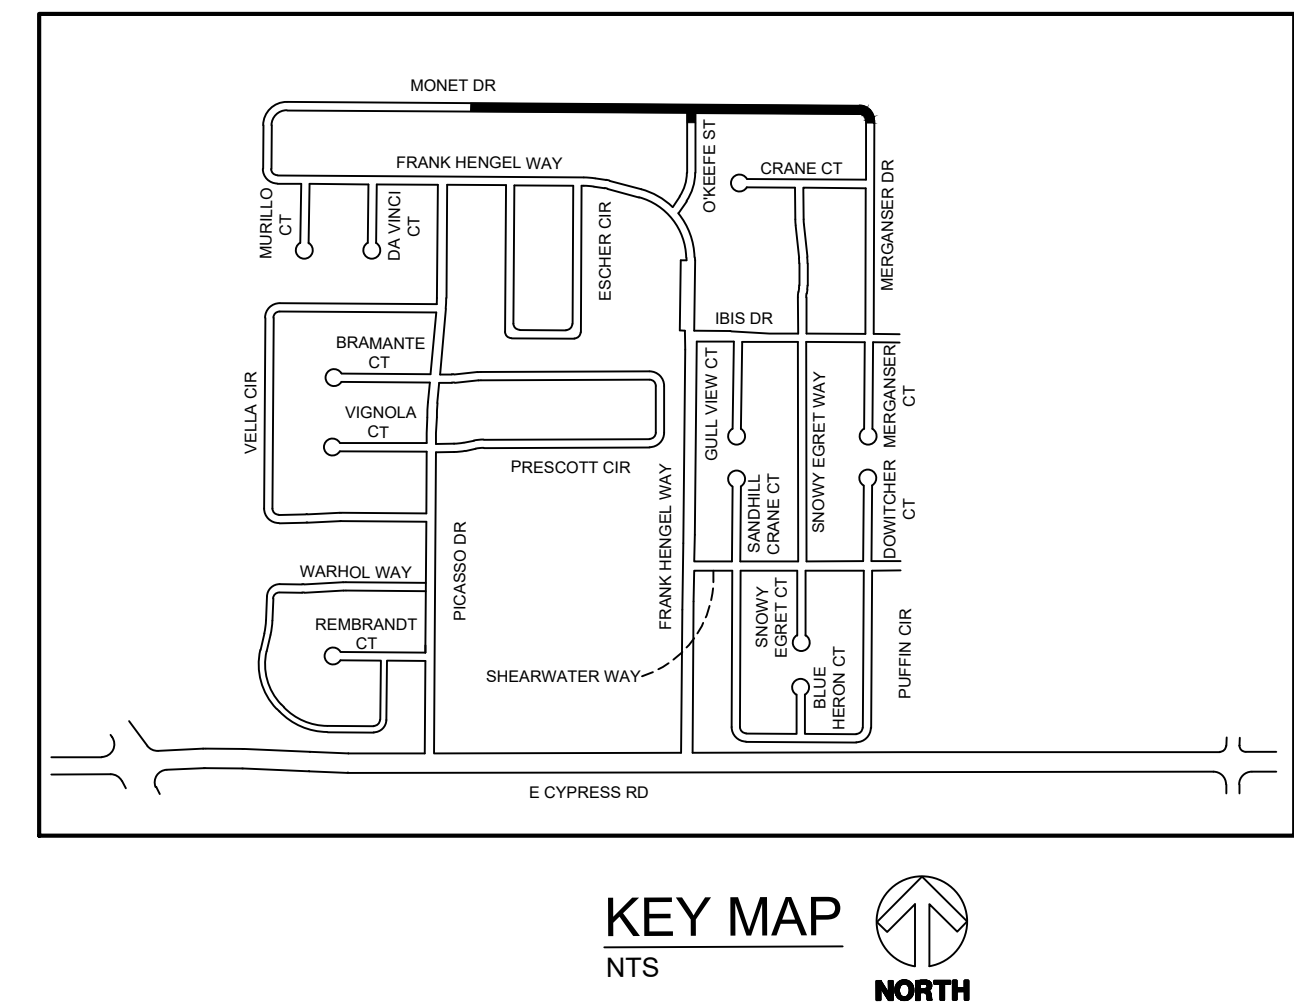 MONET DR
FRANK HENGEL WAY
O'KEEFE ST
CRANE CT
MERGANSER DR
MURILLO
CT
DA VINCI
CT
ESCHER CIR
IBIS DR
BRAMANTE
CT
VELLA CIR
VIGNOLA
CT
PRESCOTT CIR
GULL VIEW CT
SNOWY EGRET WAY
MERGANSER
CT
FRANK HENGEL WAY
SANDHILL
CRANE CT
DOWITCHER
CT
PICASSO DR
WARHOL WAY
REMBRANDT
CT
SNOWY
EGRET CT
SHEARWATER WAY
BLUE
HERON CT
PUFFIN CIR
E CYPRESS RD
KEY MAP
NTS
NORTH